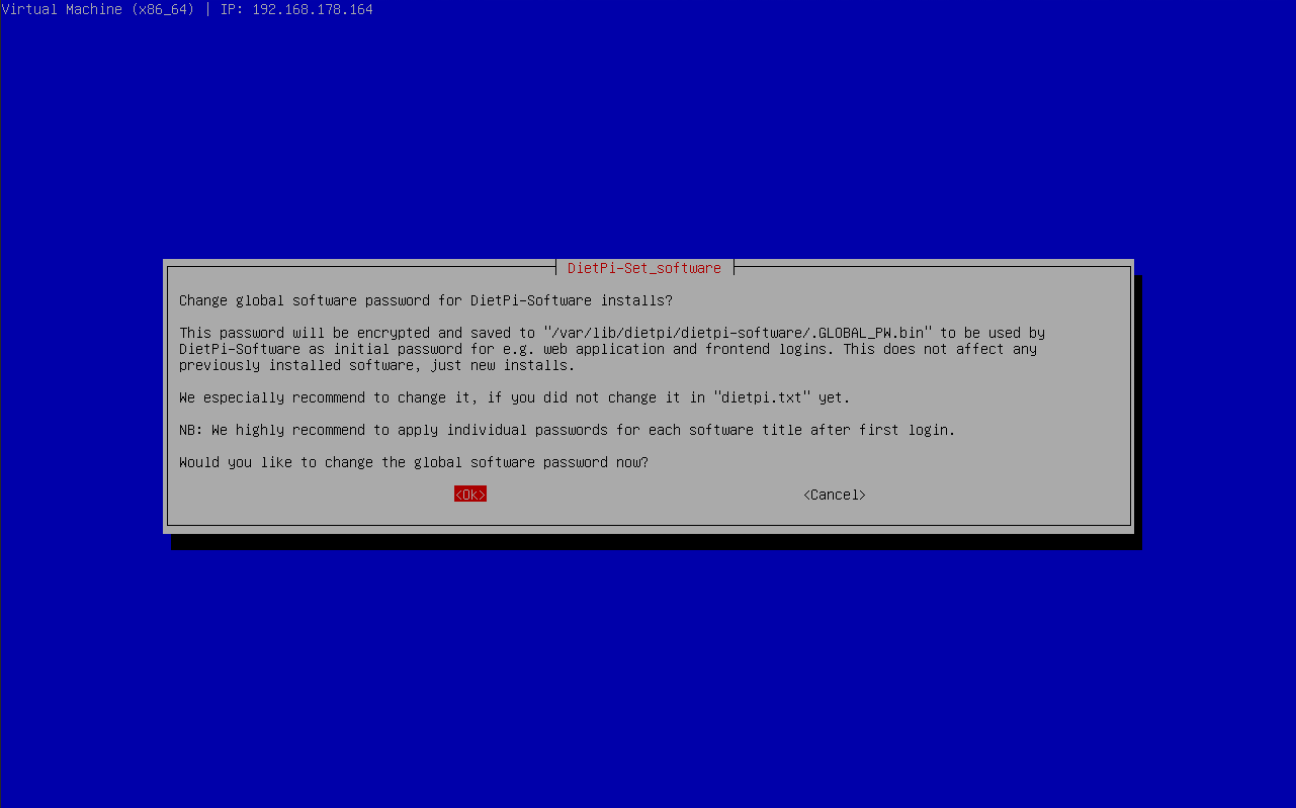 Virtual Machine (x86_64) | IP: 192.168.178.164
DietPi-Set_software
Change global software password for DietPi-Software installs?
This password will be encrypted and saved to "/var/lib/dietpi/dietpi-software/.GLOBAL_PW.bin" to be used by
DietPi-Software as initial password for e.g. web application and frontend logins. This does not affect any
previously installed software, just new installs.
We especially recommend to change it, if you did not change it in "dietpi.txt" yet.
NB: We highly recommend to apply individual passwords for each software title after first login.
Would you like to change the global software password now?
<Ok> <Cancel>